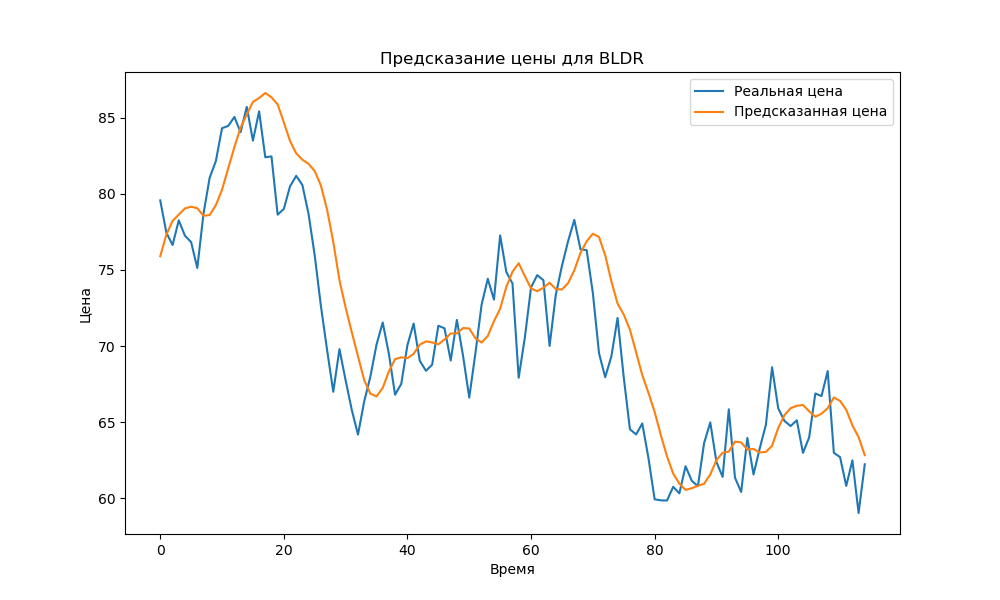 Предсказание цены для BLDR
Реальная цена
Предсказанная цена
Цена
85
80
75
70
65
60
0 20 40 60 80 100
Время